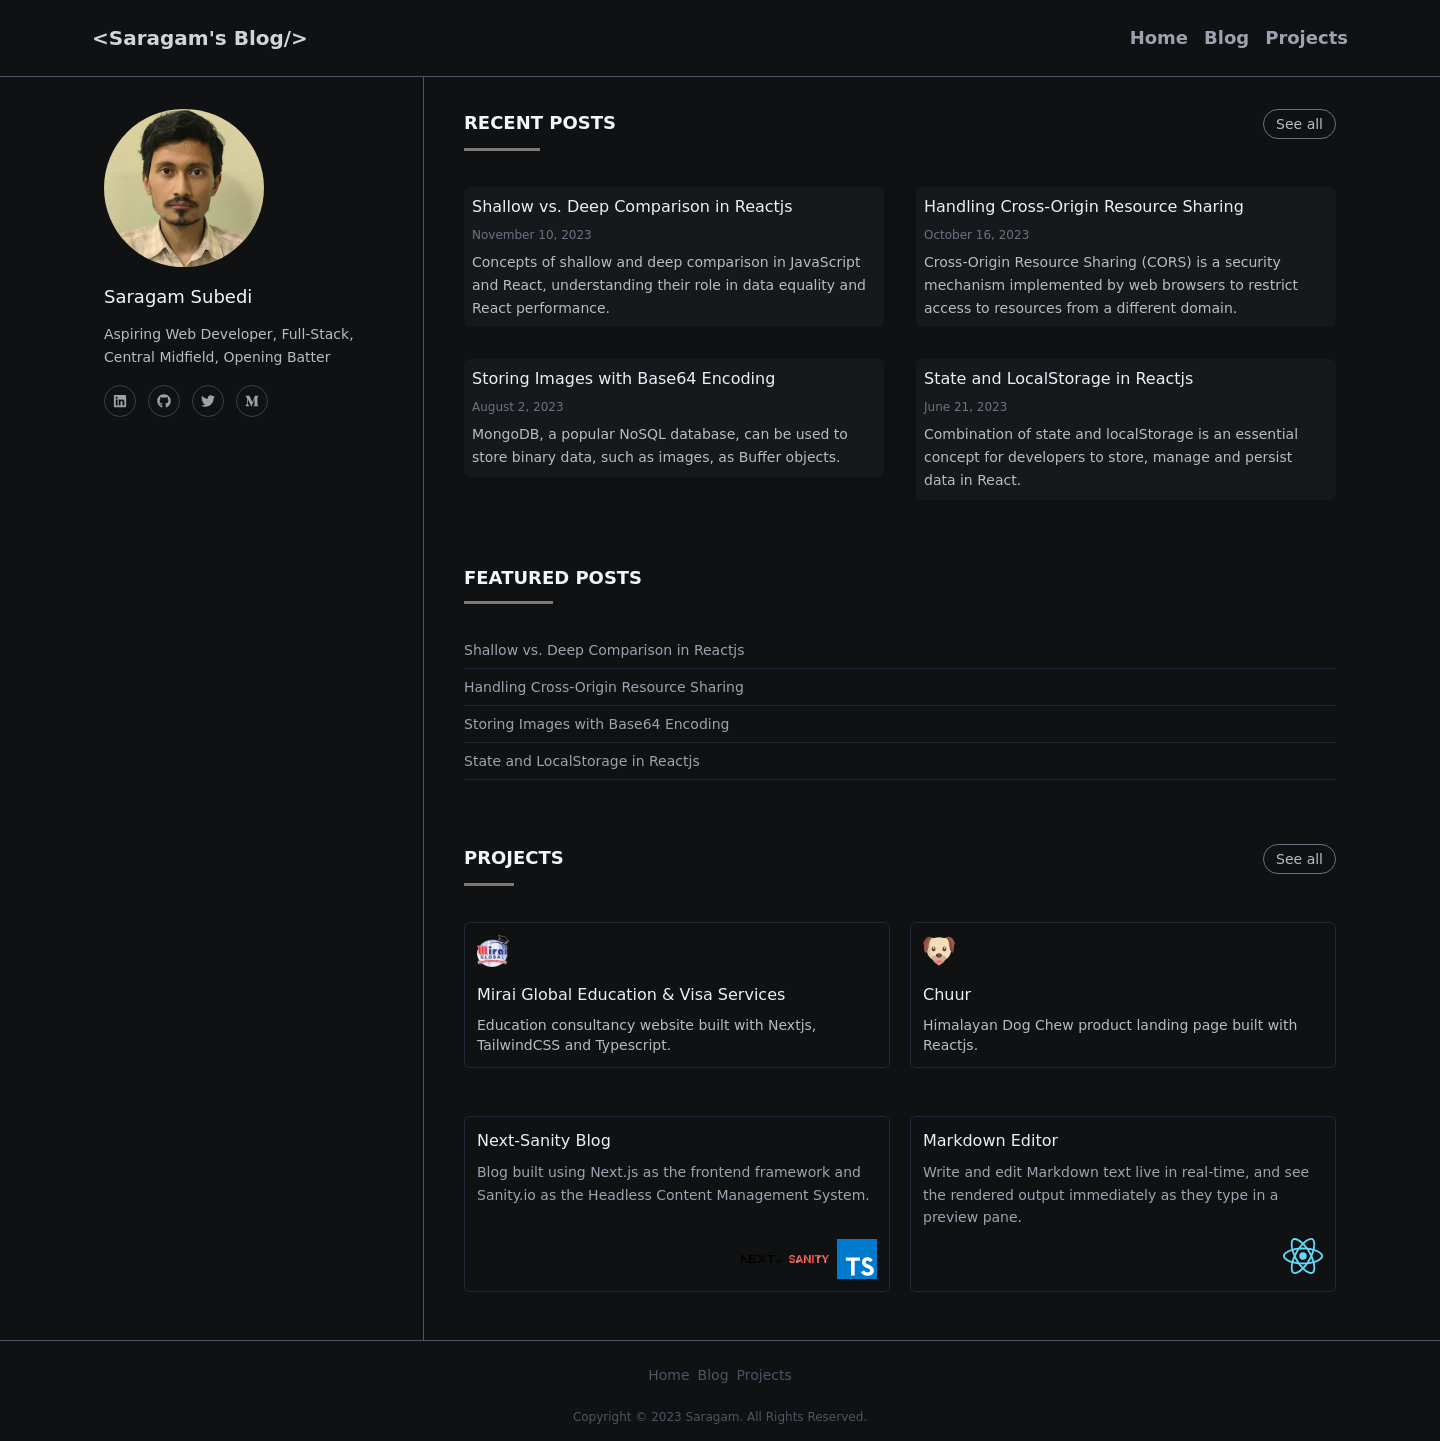 <Saragam's Blog/>
Home Blog Projects
Saragam Subedi
Aspiring Web Developer, Full-Stack,
Central Midfield, Opening Batter
RECENT POSTS
See all
Shallow vs. Deep Comparison in Reactjs
November 10, 2023
Concepts of shallow and deep comparison in JavaScript
and React, understanding their role in data equality and
React performance.
Handling Cross-Origin Resource Sharing
October 16, 2023
Cross-Origin Resource Sharing (CORS) is a security
mechanism implemented by web browsers to restrict
access to resources from a different domain.
Storing Images with Base64 Encoding
August 2, 2023
MongoDB, a popular NoSQL database, can be used to
store binary data, such as images, as Buffer objects.
State and LocalStorage in Reactjs
June 21, 2023
Combination of state and localStorage is an essential
concept for developers to store, manage and persist
data in React.
FEATURED POSTS
Shallow vs. Deep Comparison in Reactjs
Handling Cross-Origin Resource Sharing
Storing Images with Base64 Encoding
State and LocalStorage in Reactjs
PROJECTS
See all
Mirai
GLOBAL
Mirai Global Education & Visa Services
Education consultancy website built with Nextjs,
TailwindCSS and Typescript.
Chuur
Himalayan Dog Chew product landing page built with
Reactjs.
Next-Sanity Blog
Blog built using Next.js as the frontend framework and
Sanity.io as the Headless Content Management System.
NEXT SANITY TS
Markdown Editor
Write and edit Markdown text live in real-time, and see
the rendered output immediately as they type in a
preview pane.
Home Blog Projects
Copyright © 2023 Saragam. All Rights Reserved.